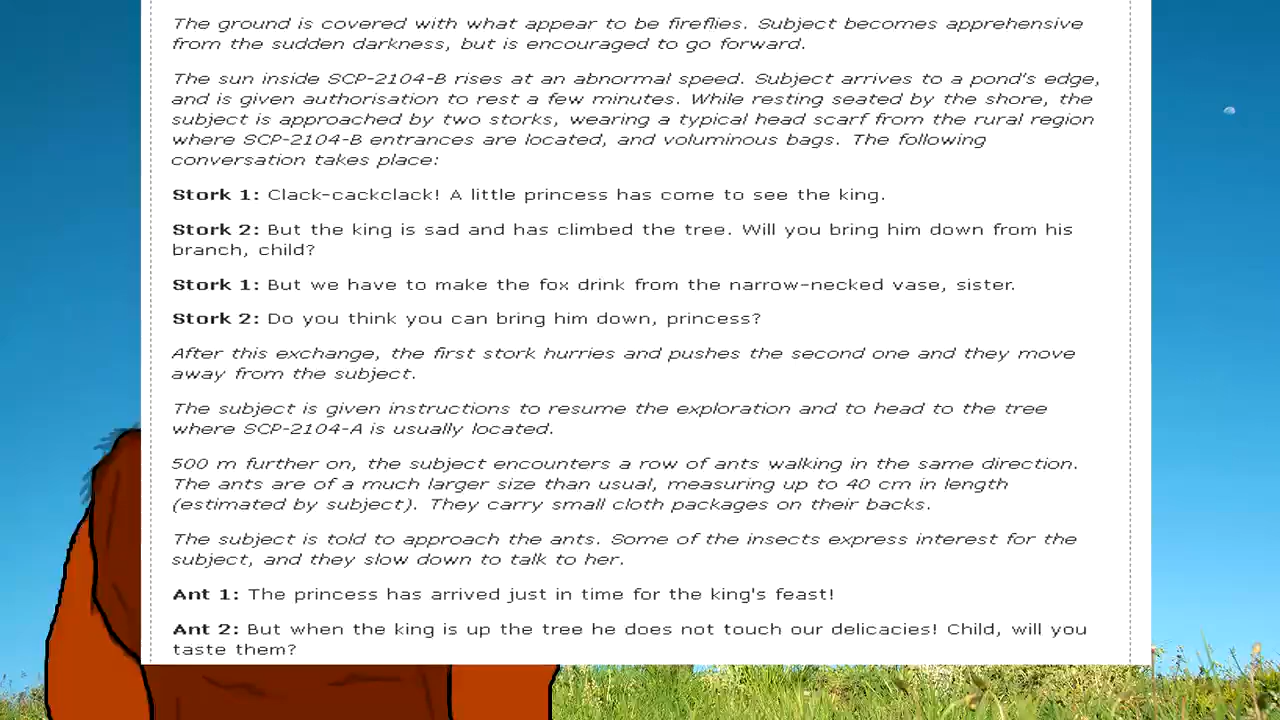 The ground is covered with what appear to be fireflies. Subject becomes apprehensive
from the sudden darkness, but is encouraged to go forward.
The sun inside SCP-2104-B rises at an abnormal speed. Subject arrives to a pond's edge,
and is given authorisation to rest a few minutes. While resting seated by the shore, the
subject is approached by two storks, wearing a typical head scarf from the rural region
where SCP-2104-B entrances are located, and voluminous bags. The following
conversation takes place:
Stork 1: Clack-cackclack! A little princess has come to see the king.
Stork 2: But the king is sad and has climbed the tree. Will you bring him down from his
branch, child?
Stork 1: But we have to make the fox drink from the narrow-necked vase, sister.
Stork 2: Do you think you can bring him down, princess?
After this exchange, the first stork hurries and pushes the second one and they move
away from the subject.
The subject is given instructions to resume the exploration and to head to the tree
where SCP-2104-A is usually located.
500 m further on, the subject encounters a row of ants walking in the same direction.
The ants are of a much larger size than usual, measuring up to 40 cm in length
(estimated by subject). They carry small cloth packages on their backs.
The subject is told to approach the ants. Some of the insects express interest for the
subject, and they slow down to talk to her.
Ant 1: The princess has arrived just in time for the king's feast!
Ant 2: But when the king is up the tree he does not touch our delicacies! Child, will you
taste them?